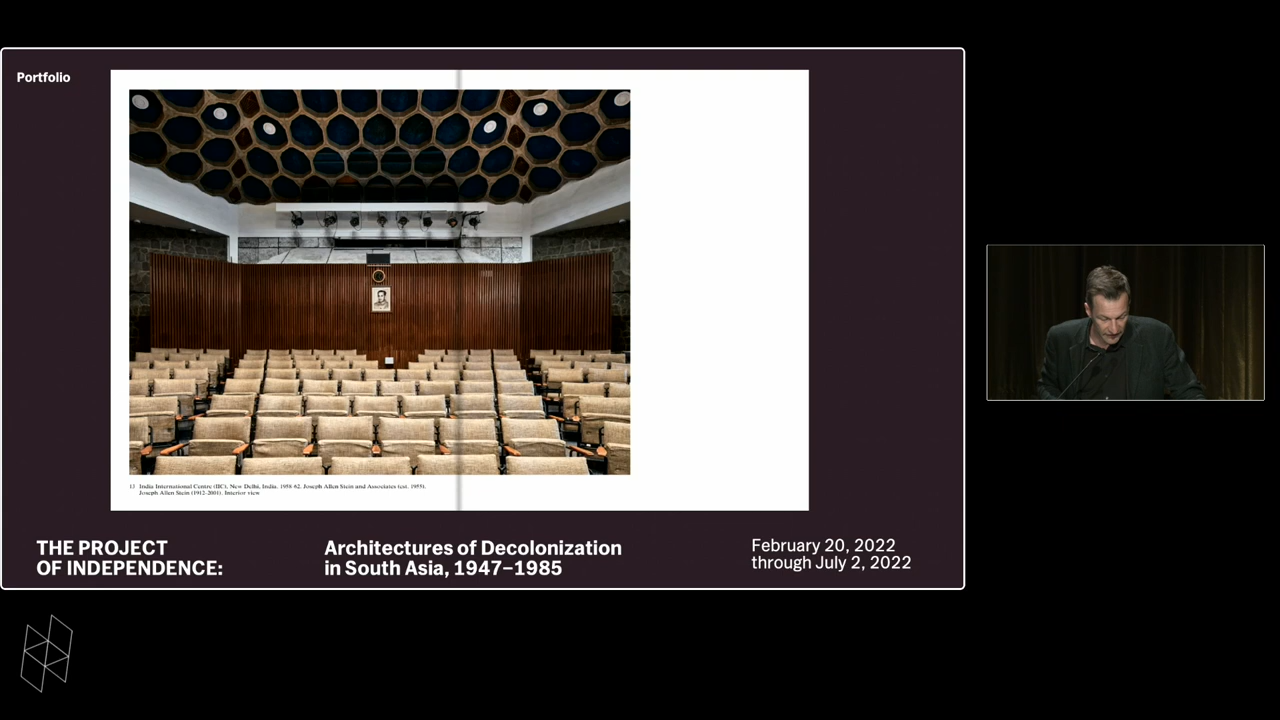 Portfolio
13 India International Centre (IIC), New Delhi, India. 1958–62. Joseph Allen Stein and Associates (est. 1955).
Joseph Allen Stein (1912–2001). Interior view
THE PROJECT
OF INDEPENDENCE:
Architectures of Decolonization
in South Asia, 1947–1985
February 20, 2022
through July 2, 2022